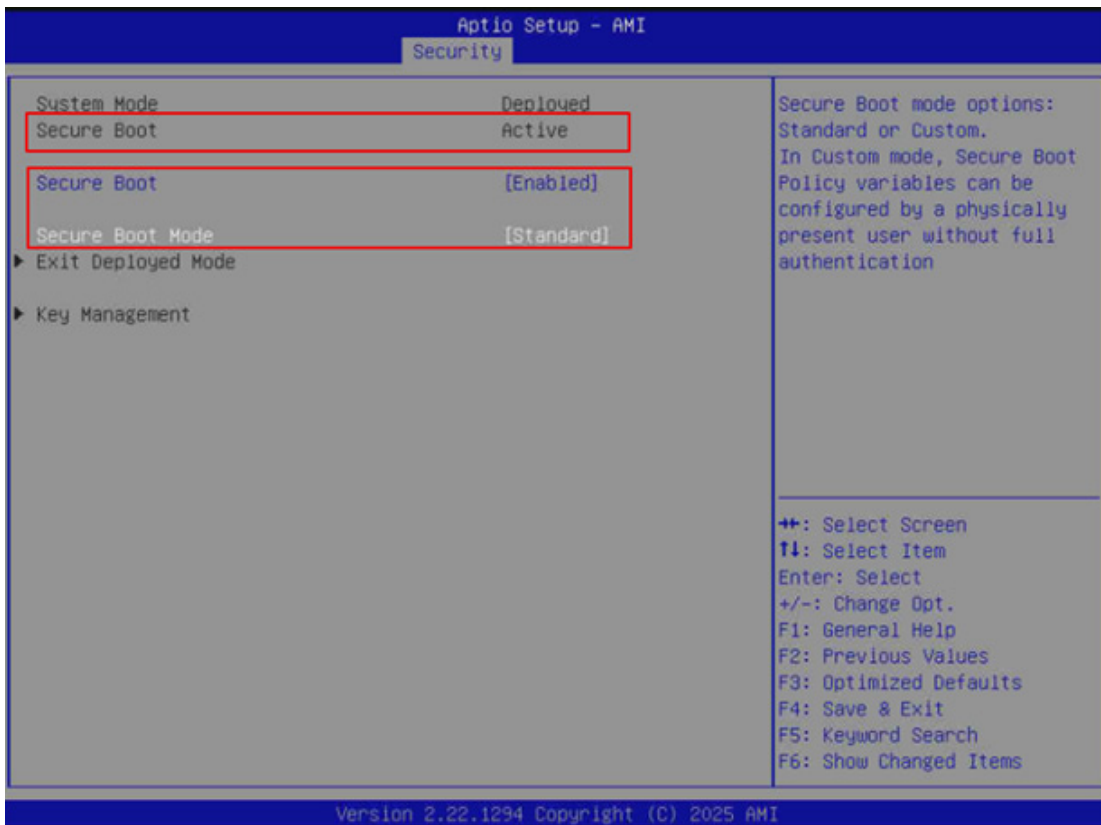 Aptio Setup - AMI
Security
System Mode Deployed
Secure Boot Active
Secure Boot [Enabled]
Secure Boot Mode [Standard]
▶ Exit Deployed Mode
▶ Key Management
Secure Boot mode options:
Standard or Custom.
In Custom mode, Secure Boot
Policy variables can be
configured by a physically
present user without full
authentication
→←: Select Screen
↑↓: Select Item
Enter: Select
+/-: Change Opt.
F1: General Help
F2: Previous Values
F3: Optimized Defaults
F4: Save & Exit
F5: Keyword Search
F6: Show Changed Items
Version 2.22.1294 Copyright (C) 2025 AMI